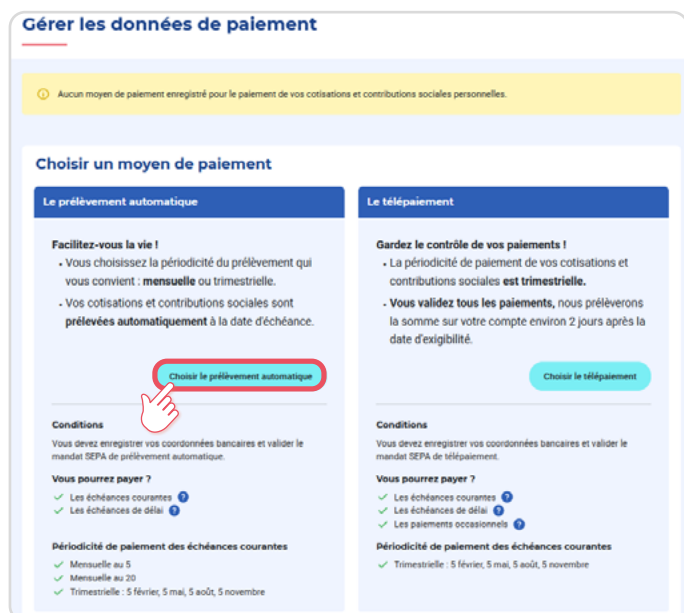 Gérer les données de paiement
Aucun moyen de paiement enregistré pour le paiement de vos cotisations et contributions sociales personnelles.
Choisir un moyen de paiement
Le prélèvement automatique
Facilitez-vous la vie !
• Vous choisissez la périodicité du prélèvement qui
vous convient : mensuelle ou trimestrielle.
• Vos cotisations et contributions sociales sont
prélevées automatiquement à la date d'échéance.
Choisir le prélèvement automatique
Conditions
Vous devez enregistrer vos coordonnées bancaires et valider le
mandat SEPA de prélèvement automatique.
Vous pourrez payer ?
✓ Les échéances courantes ?
✓ Les échéances de délai ?
Périodicité de paiement des échéances courantes
✓ Mensuelle au 5
✓ Mensuelle au 20
✓ Trimestrielle : 5 février, 5 mai, 5 août, 5 novembre
Le télépaiement
Gardez le contrôle de vos paiements !
• La périodicité de paiement de vos cotisations et
contributions sociales est trimestrielle.
• Vous validez tous les paiements, nous prélèverons
la somme sur votre compte environ 2 jours après la
date d'exigibilité.
Choisir le télépaiement
Conditions
Vous devez enregistrer vos coordonnées bancaires et valider le
mandat SEPA de télépaiement.
Vous pourrez payer ?
✓ Les échéances courantes ?
✓ Les échéances de délai ?
✓ Les paiements occasionnels ?
Périodicité de paiement des échéances courantes
✓ Trimestrielle : 5 février, 5 mai, 5 août, 5 novembre